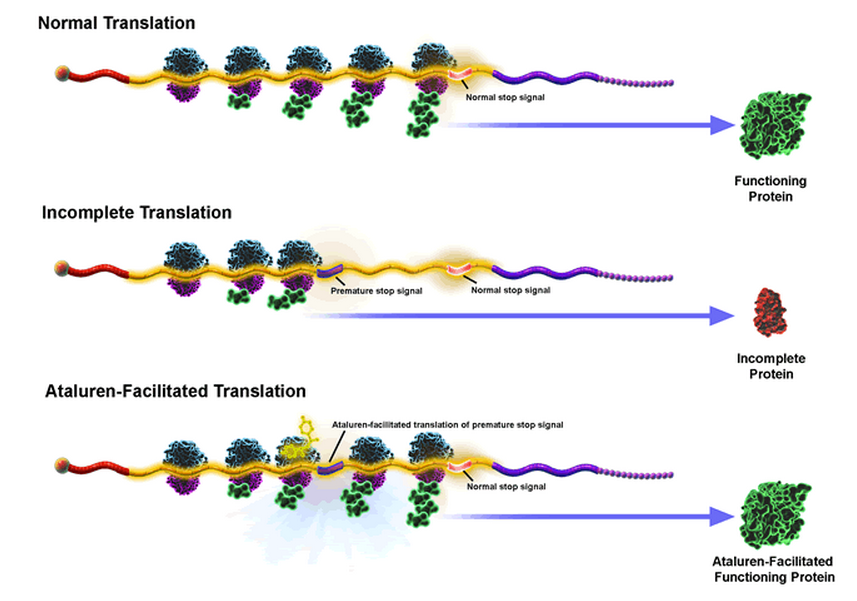 Normal Translation
Normal stop signal
Functioning
Protein
Incomplete Translation
Premature stop signal
Normal stop signal
Incomplete
Protein
Ataluren-Facilitated Translation
Ataluren-facilitated translation of premature stop signal
Normal stop signal
Ataluren-Facilitated
Functioning Protein